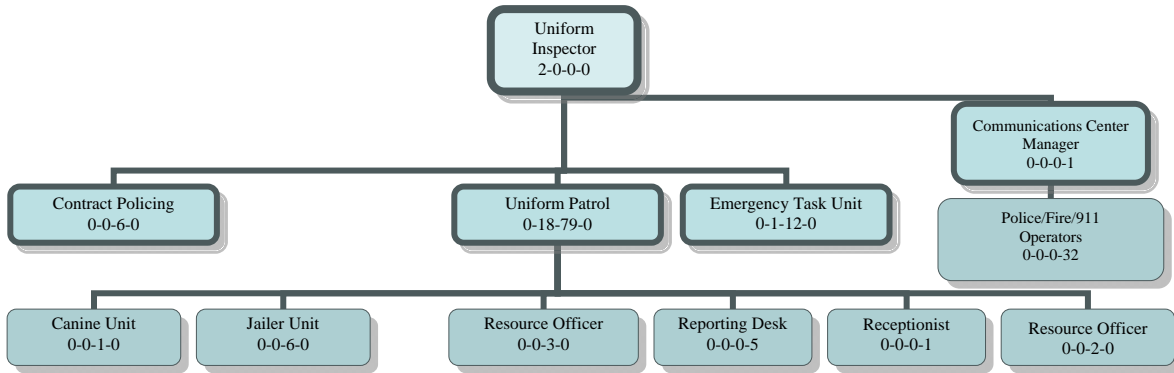 Uniform
Inspector
2-0-0-0
Communications Center
Manager
0-0-0-1
Contract Policing
0-0-6-0
Uniform Patrol
0-18-79-0
Emergency Task Unit
0-1-12-0
Police/Fire/911
Operators
0-0-0-32
Canine Unit
0-0-1-0
Jailer Unit
0-0-6-0
Resource Officer
0-0-3-0
Reporting Desk
0-0-0-5
Receptionist
0-0-0-1
Resource Officer
0-0-2-0